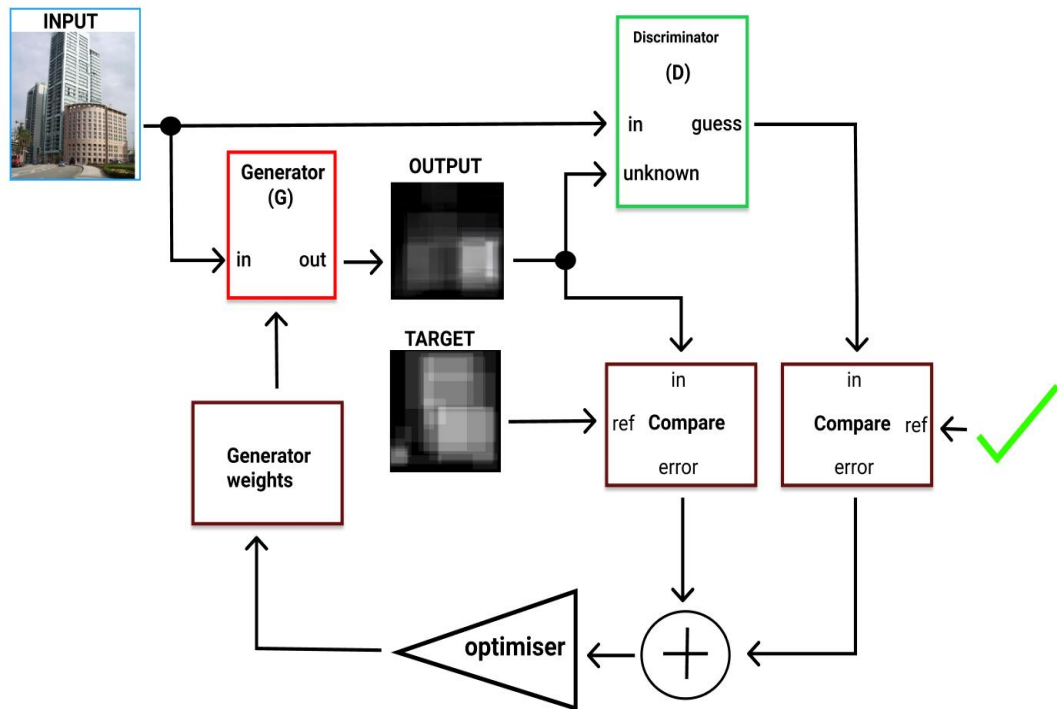 INPUT
Discriminator
(D)
in guess
unknown
Generator
(G)
in out
OUTPUT
TARGET
in
ref Compare
error
in
Compare ref
error
Generator
weights
optimiser